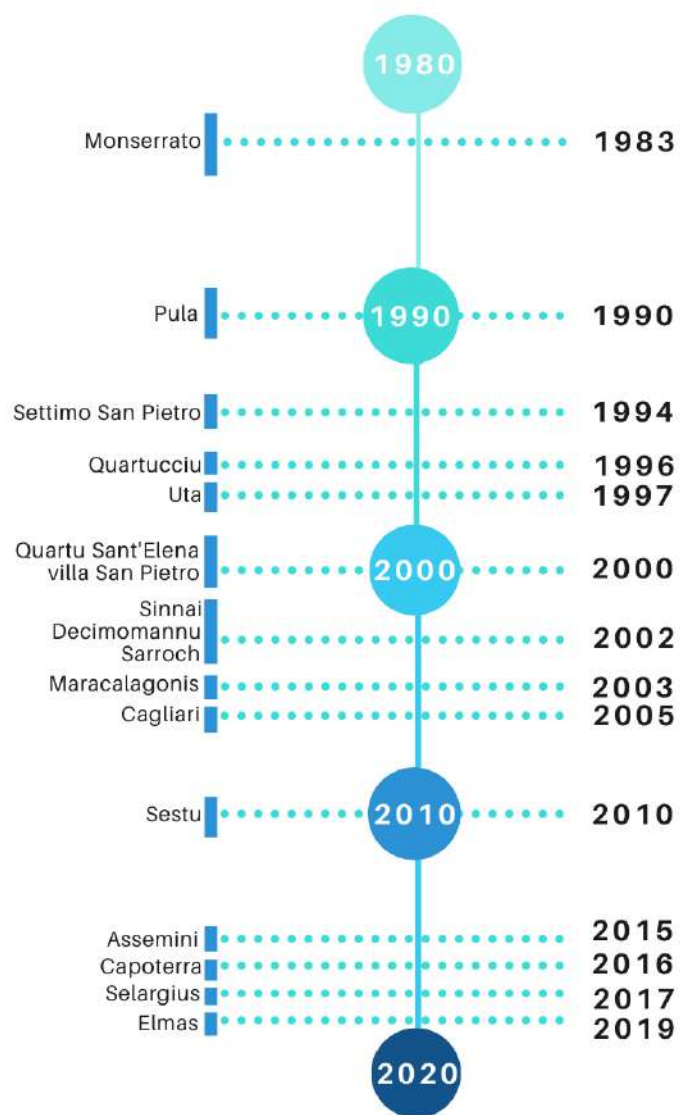 1980
Monserrato 1983
Pula 1990 1990
Settimo San Pietro 1994
Quartucciu 1996
Uta 1997
Quartu Sant'Elena
villa San Pietro 2000 2000
Sinnai
Decimomannu 2002
Sarroch
Maracalagonis 2003
Cagliari 2005
Sestu 2010 2010
Assemini 2015
Capoterra 2016
Selargius 2017
Elmas 2019
2020